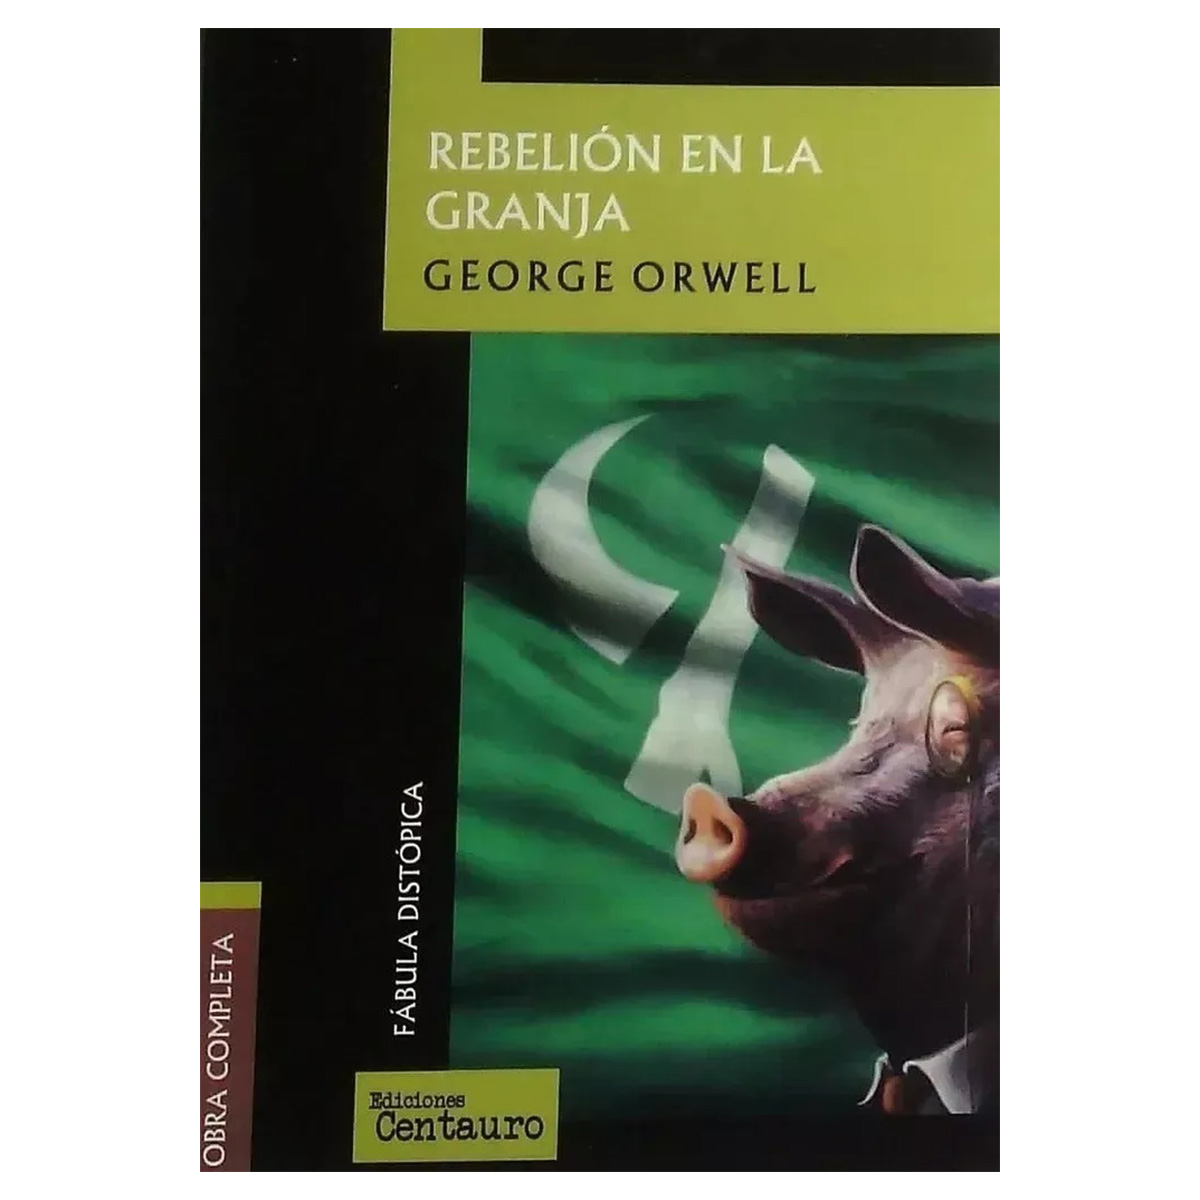 REBELIÓN EN LA
GRANJA
GEORGE ORWELL
FÁBULA DISTÓPICA
OBRA COMPLETA
Ediciones
Centauro